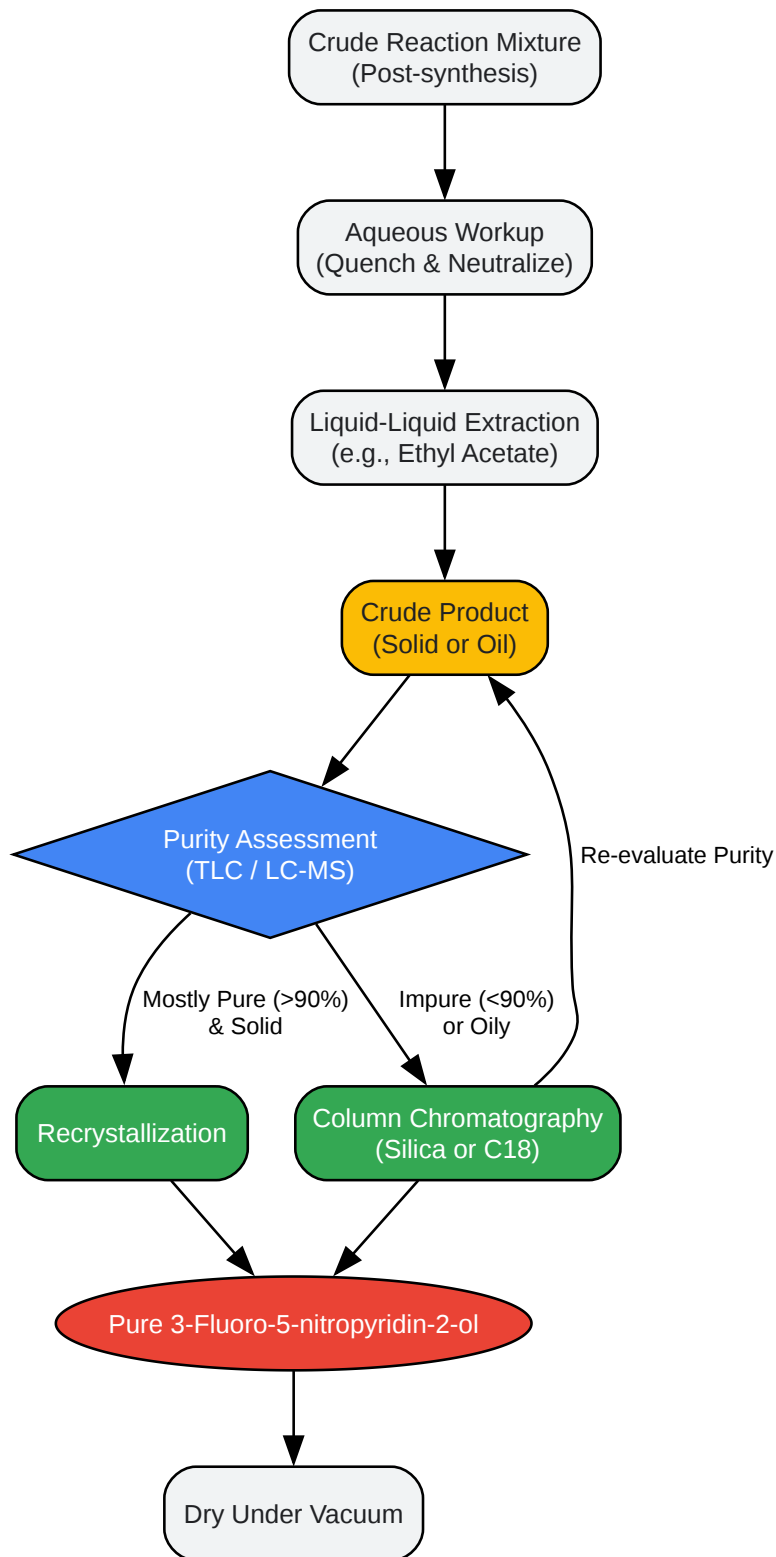 Crude Reaction Mixture
(Post-synthesis)
Aqueous Workup
(Quench & Neutralize)
Liquid-Liquid Extraction
(e.g., Ethyl Acetate)
Crude Product
(Solid or Oil)
Purity Assessment
(TLC / LC-MS)
Re-evaluate Purity
Mostly Pure (>90%)
& Solid
Impure (<90%)
or Oily
Recrystallization
Column Chromatography
(Silica or C18)
Pure 3-Fluoro-5-nitropyridin-2-ol
Dry Under Vacuum